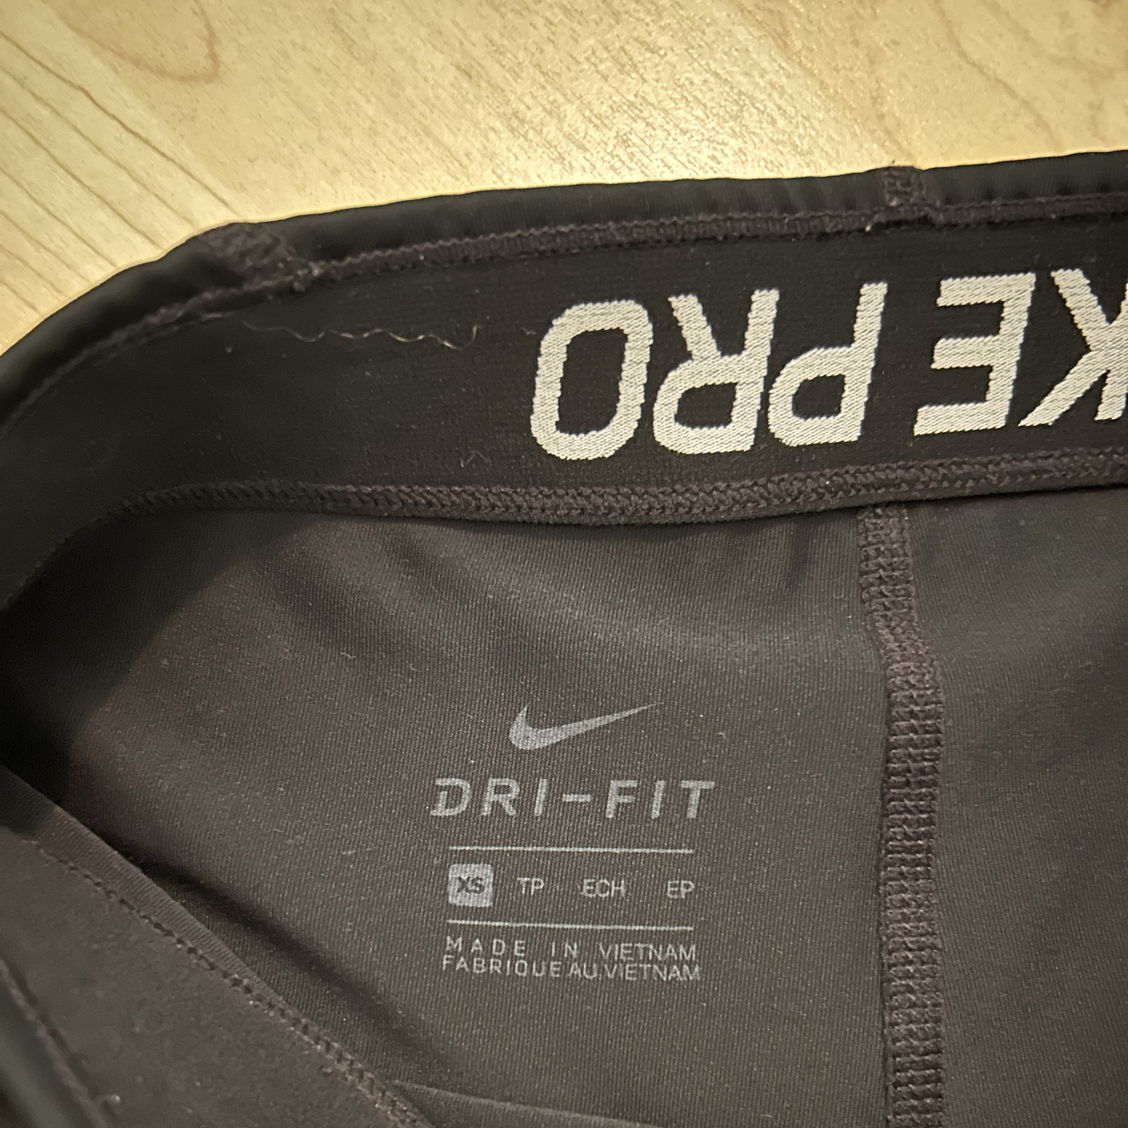 KE PRO
DRI-FIT
XS TP ECH EP
MADE IN VIETNAM
FABRIQUE AU VIETNAM